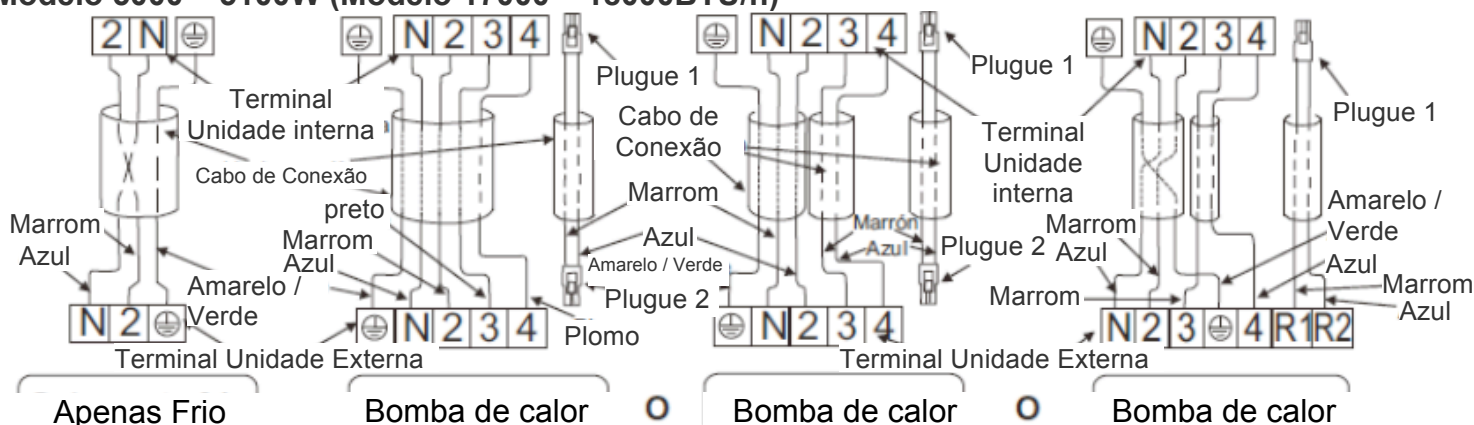 Modelo 5000 ~ 5100W (Modelo 17000 ~ 18000BTU/h)
2 N
N 2 3 4
Plugue 1
Terminal
Unidade interna
Cabo de Conexão
Marrom
Azul
Amarelo /
Verde
N 2
preto
Marrom
Azul
N 2 3 4
Marrom
Azul
Amarelo / Verde
Plugue 2
Plomo
Terminal Unidade Externa
N 2 3 4
Plugue 1
Cabo de
Conexão
Terminal
Unidade
interna
Marrón
Azul
Plugue 2
N 2 3 4
N 2 3 4
Plugue 1
Marrom
Azul
Marrom
Amarelo /
Verde
Azul
Marrom
Azul
N 2 3 4 R1 R2
Terminal Unidade Externa
Apenas Frio
Bomba de calor
O
Bomba de calor
O
Bomba de calor